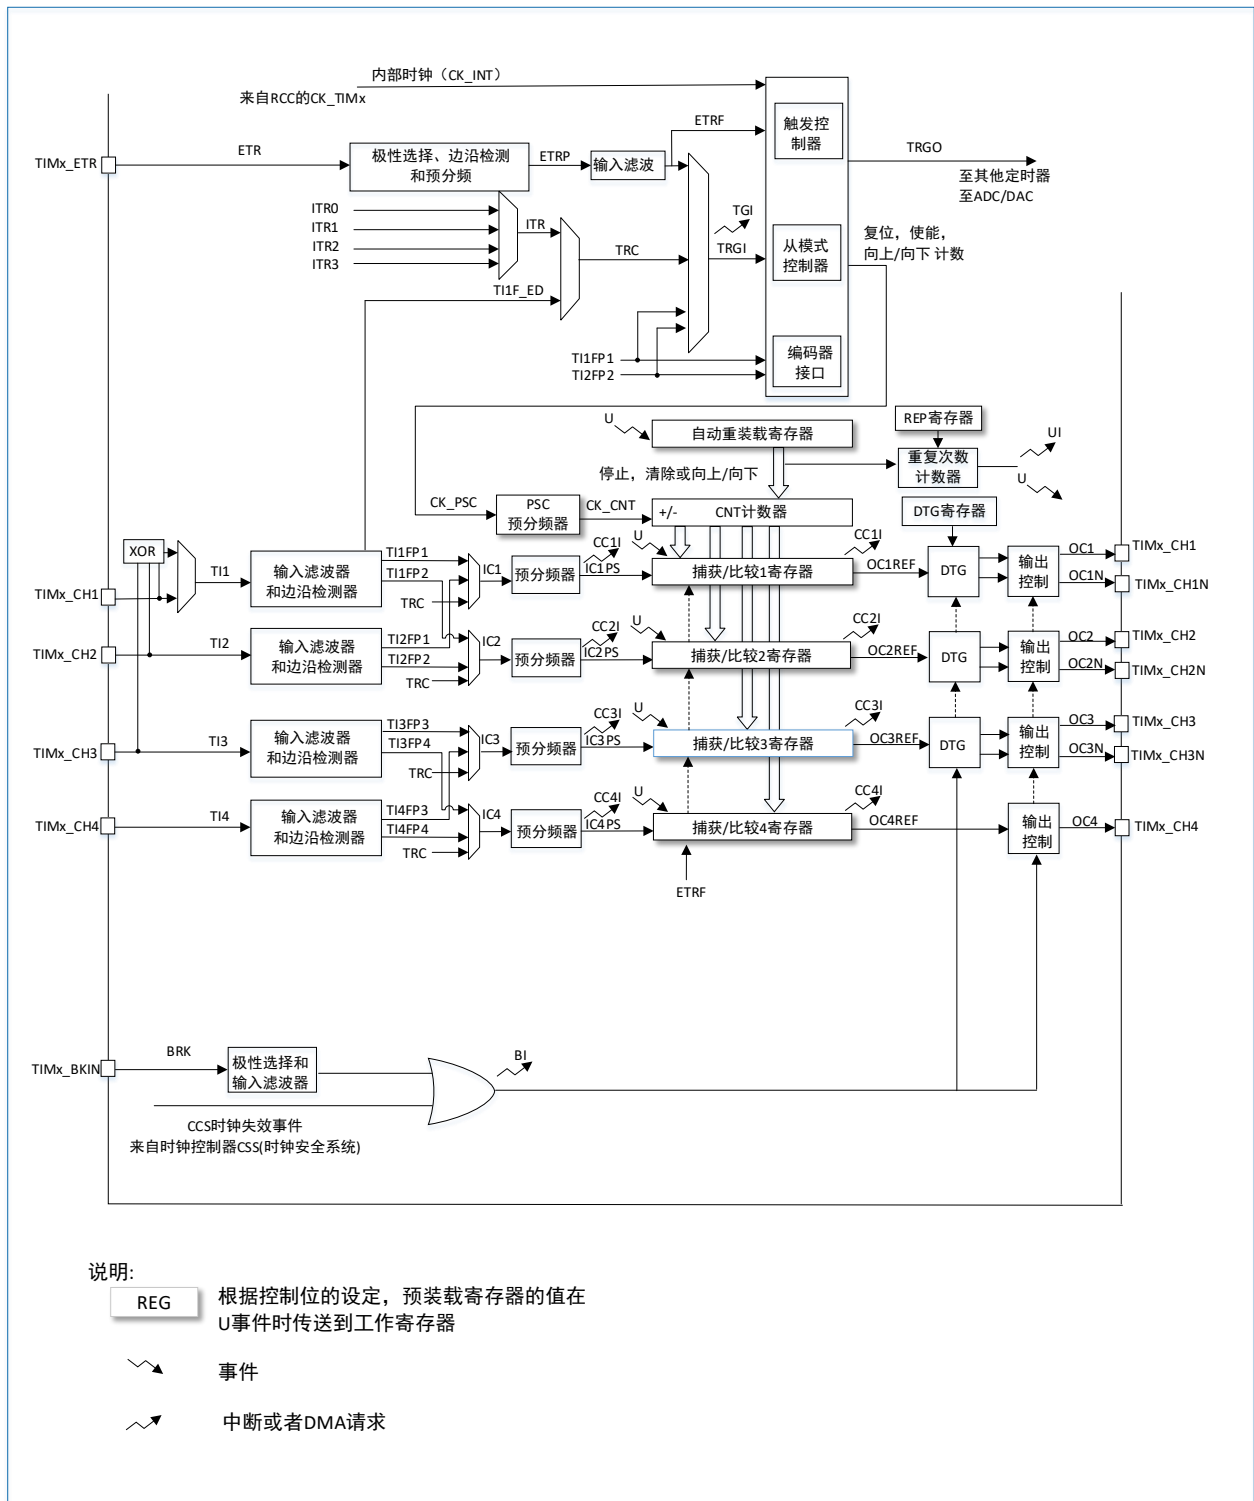 内部时钟（CK_INT）
来自RCC的CK_TIMx
TIMx_ETR
ETR
极性选择、边沿检测
和预分频
ETRP
输入滤波
ETRF
触发控
制器
TRGO
至其他定时器
至ADC/DAC
ITR0
ITR1
ITR2
ITR3
ITR
TRC
TGI
TRGI
从模式
控制器
复位，使能，
向上/向下 计数
TI1F_ED
TI1FP1
TI2FP2
编码器
接口
U
自动重装载寄存器
REP寄存器
UI
停止，清除或向上/向下
重复次数
计数器
U
CK_PSC
PSC
预分频器
CK_CNT
+/-
CNT计数器
DTG寄存器
XOR
TI1
输入滤波器
和边沿检测器
TI1FP1
TI1FP2
TRC
IC1
预分频器
CC1I
IC1PS
U
捕获/比较1寄存器
CC1I
OC1REF
DTG
输出
控制
OC1
OC1N
TIMx_CH1
TIMx_CH1N
TIMx_CH1
TIMx_CH2
TI2
输入滤波器
和边沿检测器
TI2FP1
TI2FP2
TRC
IC2
预分频器
CC2I
IC2PS
U
捕获/比较2寄存器
CC2I
OC2REF
DTG
输出
控制
OC2
OC2N
TIMx_CH2
TIMx_CH2N
TIMx_CH3
TI3
输入滤波器
和边沿检测器
TI3FP3
TI3FP4
TRC
IC3
预分频器
CC3I
IC3PS
U
捕获/比较3寄存器
CC3I
OC3REF
DTG
输出
控制
OC3
OC3N
TIMx_CH3
TIMx_CH3N
TIMx_CH4
TI4
输入滤波器
和边沿检测器
TI4FP3
TI4FP4
TRC
IC4
预分频器
CC4I
IC4PS
U
捕获/比较4寄存器
CC4I
OC4REF
输出
控制
OC4
TIMx_CH4
ETRF
TIMx_BKIN
BRK
极性选择和
输入滤波器
BI
CCS时钟失效事件
来自时钟控制器CSS(时钟安全系统)
说明:
REG
根据控制位的设定，预装载寄存器的值在
U事件时传送到工作寄存器
事件
中断或者DMA请求